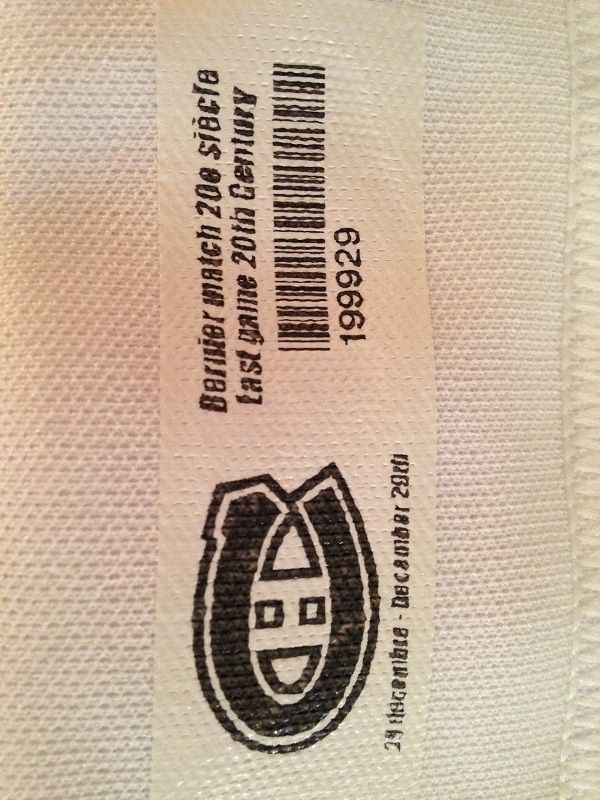 Dernier match 20e siècle
Last game 20th Century
199929
29 décembre - December 29th